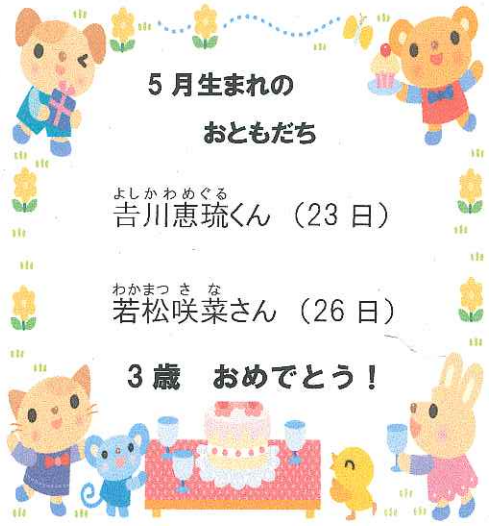 5月生まれの
おともだち
よしかわめぐる
𠮷川恵琉くん （23日）
わかまつ さ な
若松咲菜さん （26日）
3歳 おめでとう！